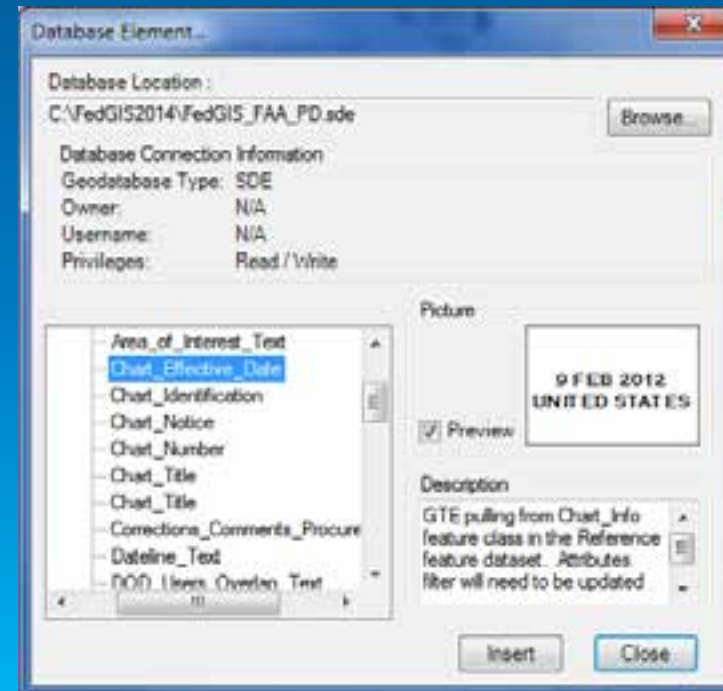 Database Element...
Database Location :
C:\FedGIS2014\FedGIS_FAA_PD.sde
Browse...
Database Connection Information
Geodatabase Type: SDE
Owner: N/A
Username: N/A
Privileges: Read / Write
Area_of_Interest_Text
Chart_Effective_Date
Chart_Identification
Chart_Notice
Chart_Number
Chart_Title
Chart_Title
Corrections_Comments_Procure
Dateline_Text
DOD_Users_Overlap_Text
Picture
9 FEB 2012
UNITED STATES
Preview
Description
GTE pulling from Chart_Info
feature class in the Reference
feature dataset. Attributes
filter will need to be updated
Insert
Close